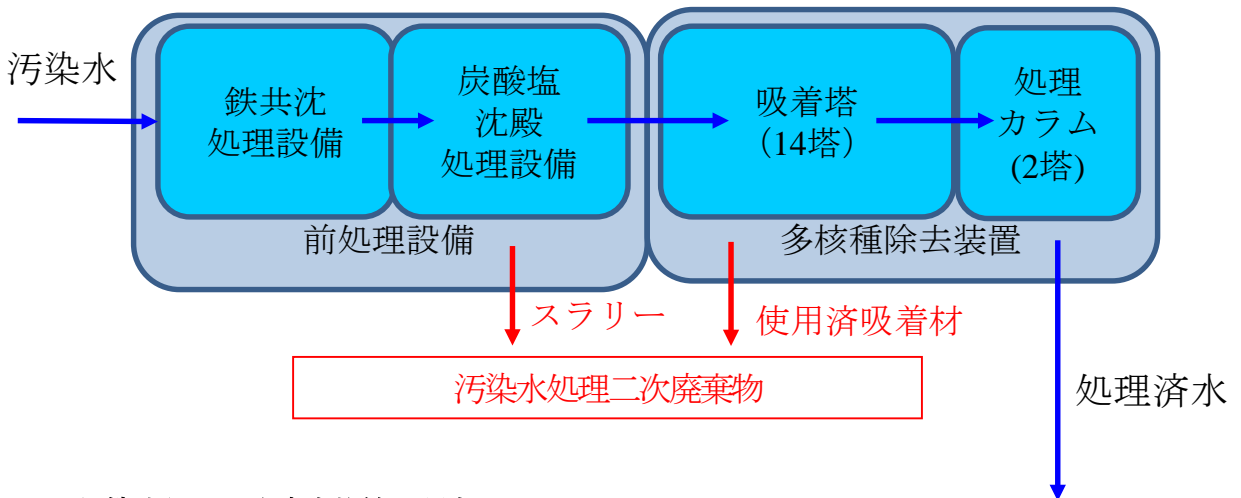 汚染水
鉄共沈
処理設備
炭酸塩
沈殿
処理設備
吸着塔
（14塔）
処理
カラム
(2塔)
前処理設備
多核種除去装置
スラリー
使用済吸着材
汚染水処理二次廃棄物
処理済水